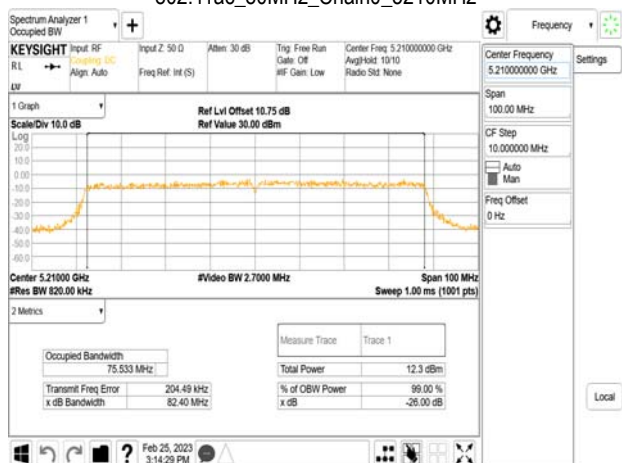 802.11ac_80MHz_Chain0_5210MHz
Spectrum Analyzer 1
Occupied BW
Frequency
KEYSIGHT Input: RF Input Z: 50 Ω Atten: 30 dB Trig: Free Run Center Freq: 5.210000000 GHz
RL Coupling: DC Gate: Off Avg|Hold: 10/10
Align: Auto Freq Ref: Int (S) #IF Gain: Low Radio Std: None
Center Frequency
5.210000000 GHz
Settings
Span
100.00 MHz
CF Step
10.000000 MHz
Auto
Man
Freq Offset
0 Hz
1 Graph
Ref Lvl Offset 10.75 dB
Scale/Div 10.0 dB Ref Value 30.00 dBm
Log
20.0
10.0
0.00
-10.0
-20.0
-30.0
-40.0
-50.0
-60.0
Center 5.21000 GHz #Video BW 2.7000 MHz Span 100 MHz
#Res BW 820.00 kHz Sweep 1.00 ms (1001 pts)
2 Metrics
Measure Trace Trace 1
Occupied Bandwidth
75.533 MHz Total Power 12.3 dBm
Transmit Freq Error 204.49 kHz % of OBW Power 99.00 %
x dB Bandwidth 82.40 MHz x dB -26.00 dB
Local
Feb 25, 2023
3:14:29 PM